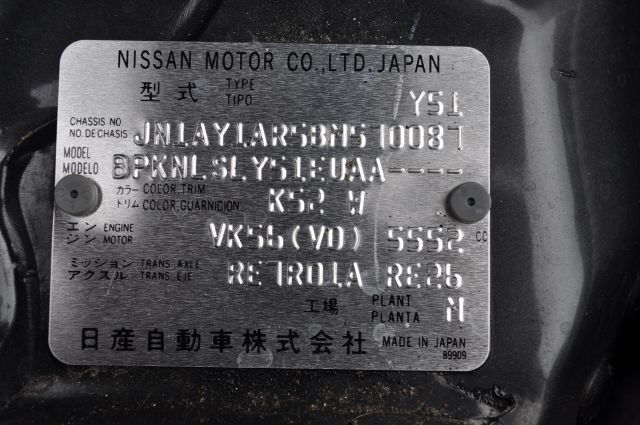 NISSAN MOTOR CO.,LTD.JAPAN
型式 TYPE TIPO Y51
CHASSIS NO NO.DE CHASIS JN1AY1AR5BM570087
MODEL MODELO BPKNLSLY51EUAA----
カラー COLOR,TRIM
トリム COLOR,GUARNICION K52 W
エンジン ENGINE MOTOR VK56(VD) 5552 CC
ミッション TRANS.AXLE
アクスル TRANS.EJE RE7R01A RE26
工場 PLANT PLANTA M
日産自動車株式会社 MADE IN JAPAN
89909